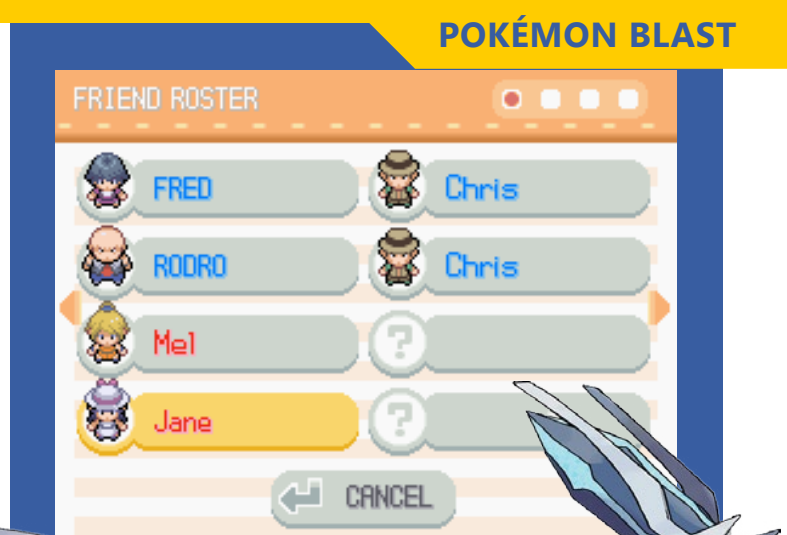 POKÉMON BLAST
FRIEND ROSTER
FRED
Chris
RODRO
Chris
Mel
?
Jane
?
CANCEL